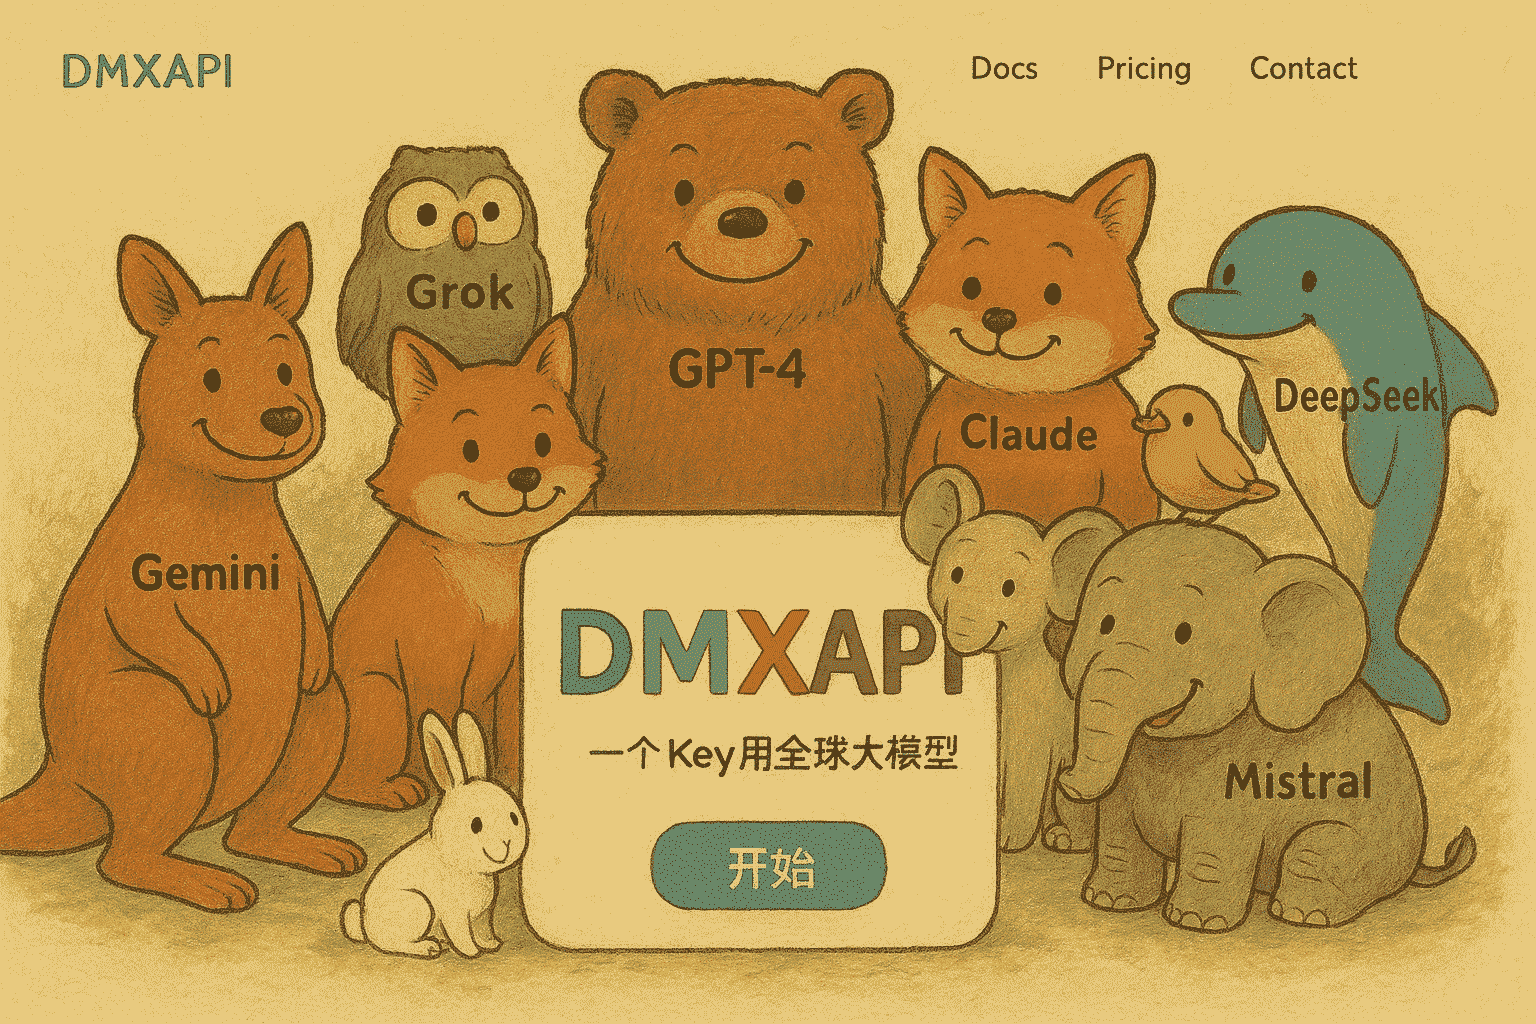 DMXAPI
Docs Pricing Contact
Grok
GPT-4
DeepSeek
Claude
Gemini
DMXAPI
一个Key用全球大模型
Mistral
开始